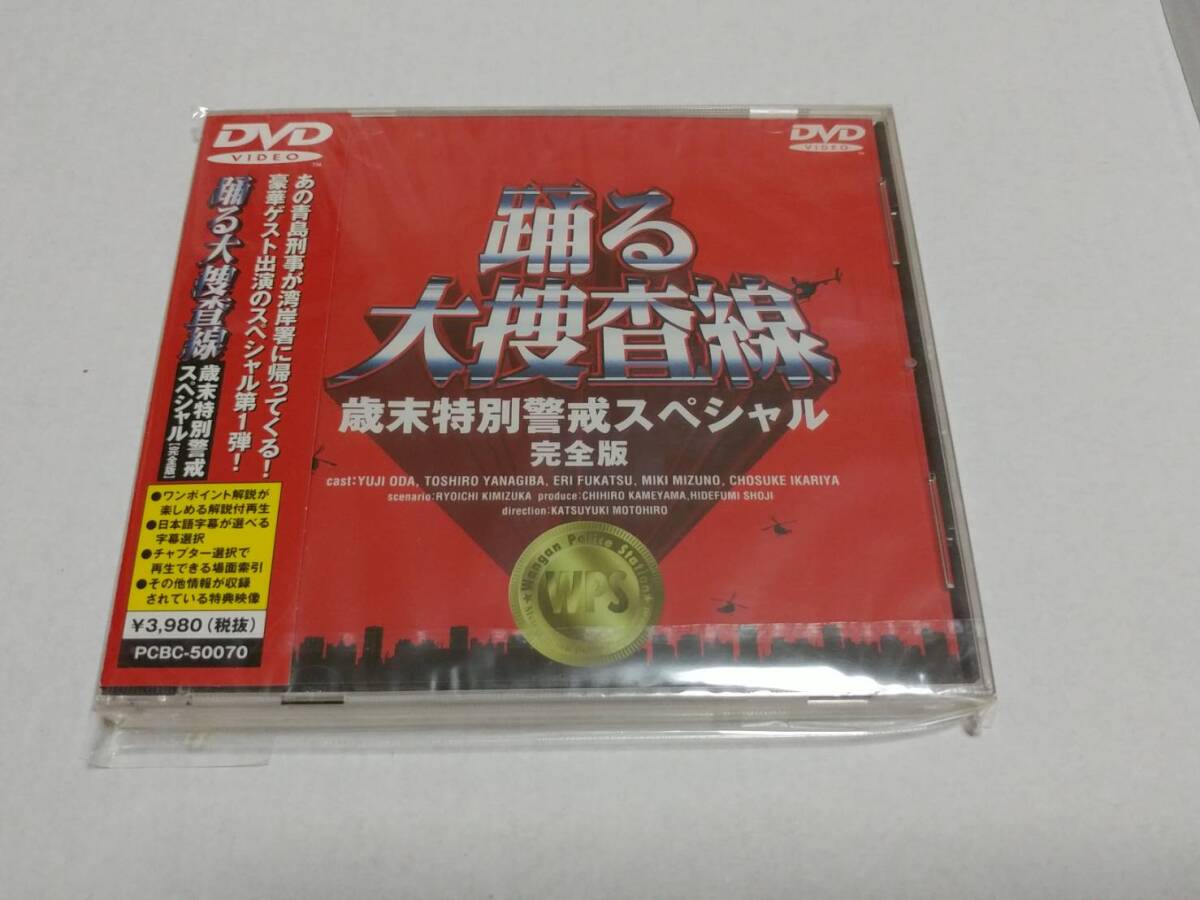 DVD
VIDEO
TM
あの青島刑事が湾岸署に帰ってくる!
豪華ゲスト出演のスペシャル第1弾!
踊る大捜査線
歳末特別警戒
スペシャル[完全版]
●ワンポイント解説が
楽しめる解説付再生
●日本語字幕が選べる
字幕選択
●チャプター選択で
再生できる場面索引
●その他情報が収録
されている特典映像
¥3,980(税抜)
PCBC-50070
DVD
VIDEO
踊る
大捜査線
歳末特別警戒スペシャル
完全版
cast:YUJI ODA, TOSHIRO YANAGIBA, ERI FUKATSU, MIKI MIZUNO, CHOSUKE IKARIYA
scenario:RYOICHI KIMIZUKA produce:CHIHIRO KAMEYAMA,HIDEFUMI SHOJI
direction:KATSUYUKI MOTOHIRO
★Wangan Police Station★
WPS